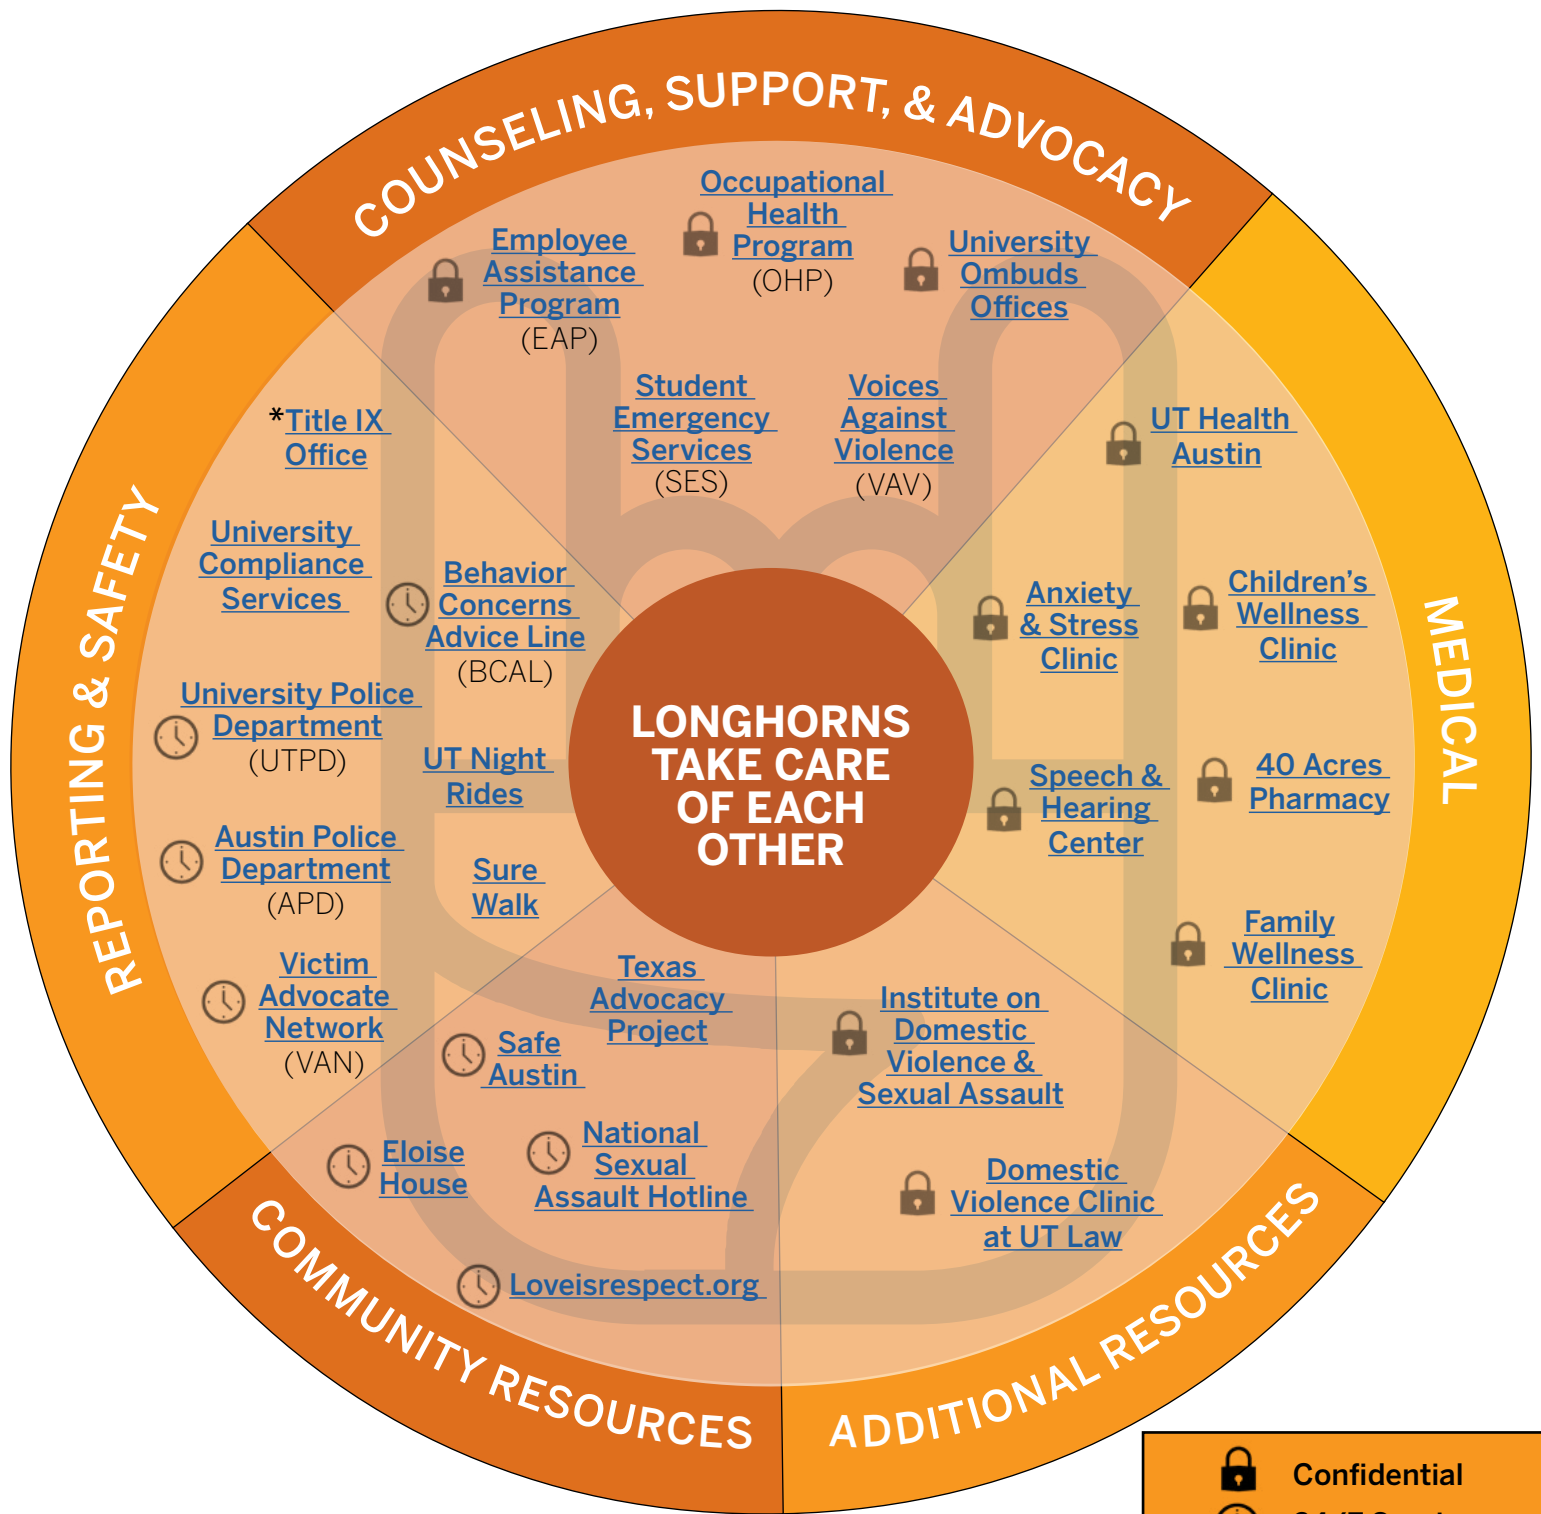 COUNSELING, SUPPORT, & ADVOCACY
Occupational
Health
Program
(OHP)
Employee
Assistance
Program
(EAP)
University
Ombuds
Offices
Student
Emergency
Services
(SES)
Voices
Against
Violence
(VAV)
MEDICAL
UT Health
Austin
Anxiety
& Stress
Clinic
Children's
Wellness
Clinic
Speech &
Hearing
Center
40 Acres
Pharmacy
Family
Wellness
Clinic
REPORTING & SAFETY
*Title IX
Office
University
Compliance
Services
Behavior
Concerns
Advice Line
(BCAL)
University Police
Department
(UTPD)
UT Night
Rides
Austin Police
Department
(APD)
Sure
Walk
Victim
Advocate
Network
(VAN)
LONGHORNS
TAKE CARE
OF EACH
OTHER
COMMUNITY RESOURCES
Texas
Advocacy
Project
Safe
Austin
Eloise
House
National
Sexual
Assault Hotline
Loveisrespect.org
ADDITIONAL RESOURCES
Institute on
Domestic
Violence &
Sexual Assault
Domestic
Violence Clinic
at UT Law
Confidential